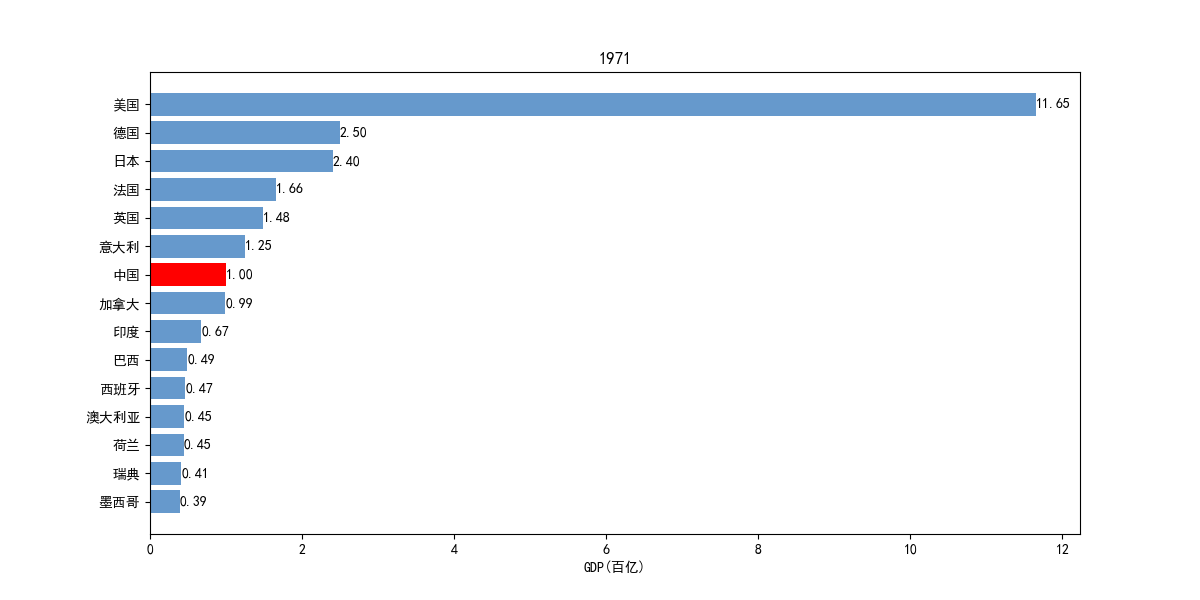 1971
美国 11.65
德国 2.50
日本 2.40
法国 1.66
英国 1.48
意大利 1.25
中国 1.00
加拿大 0.99
印度 0.67
巴西 0.49
西班牙 0.47
澳大利亚 0.45
荷兰 0.45
瑞典 0.41
墨西哥 0.39
0 2 4 6 8 10 12
GDP(百亿)